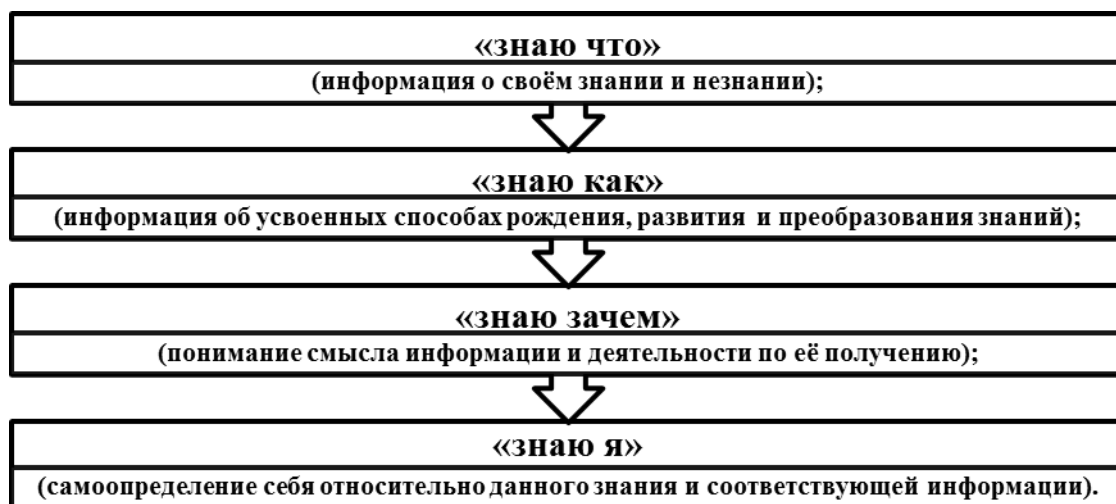 «знаю что»
(информация о своём знании и незнании);
«знаю как»
(информация об усвоенных способах рождения, развития и преобразования знаний);
«знаю зачем»
(понимание смысла информации и деятельности по её получению);
«знаю я»
(самоопределение себя относительно данного знания и соответствующей информации).